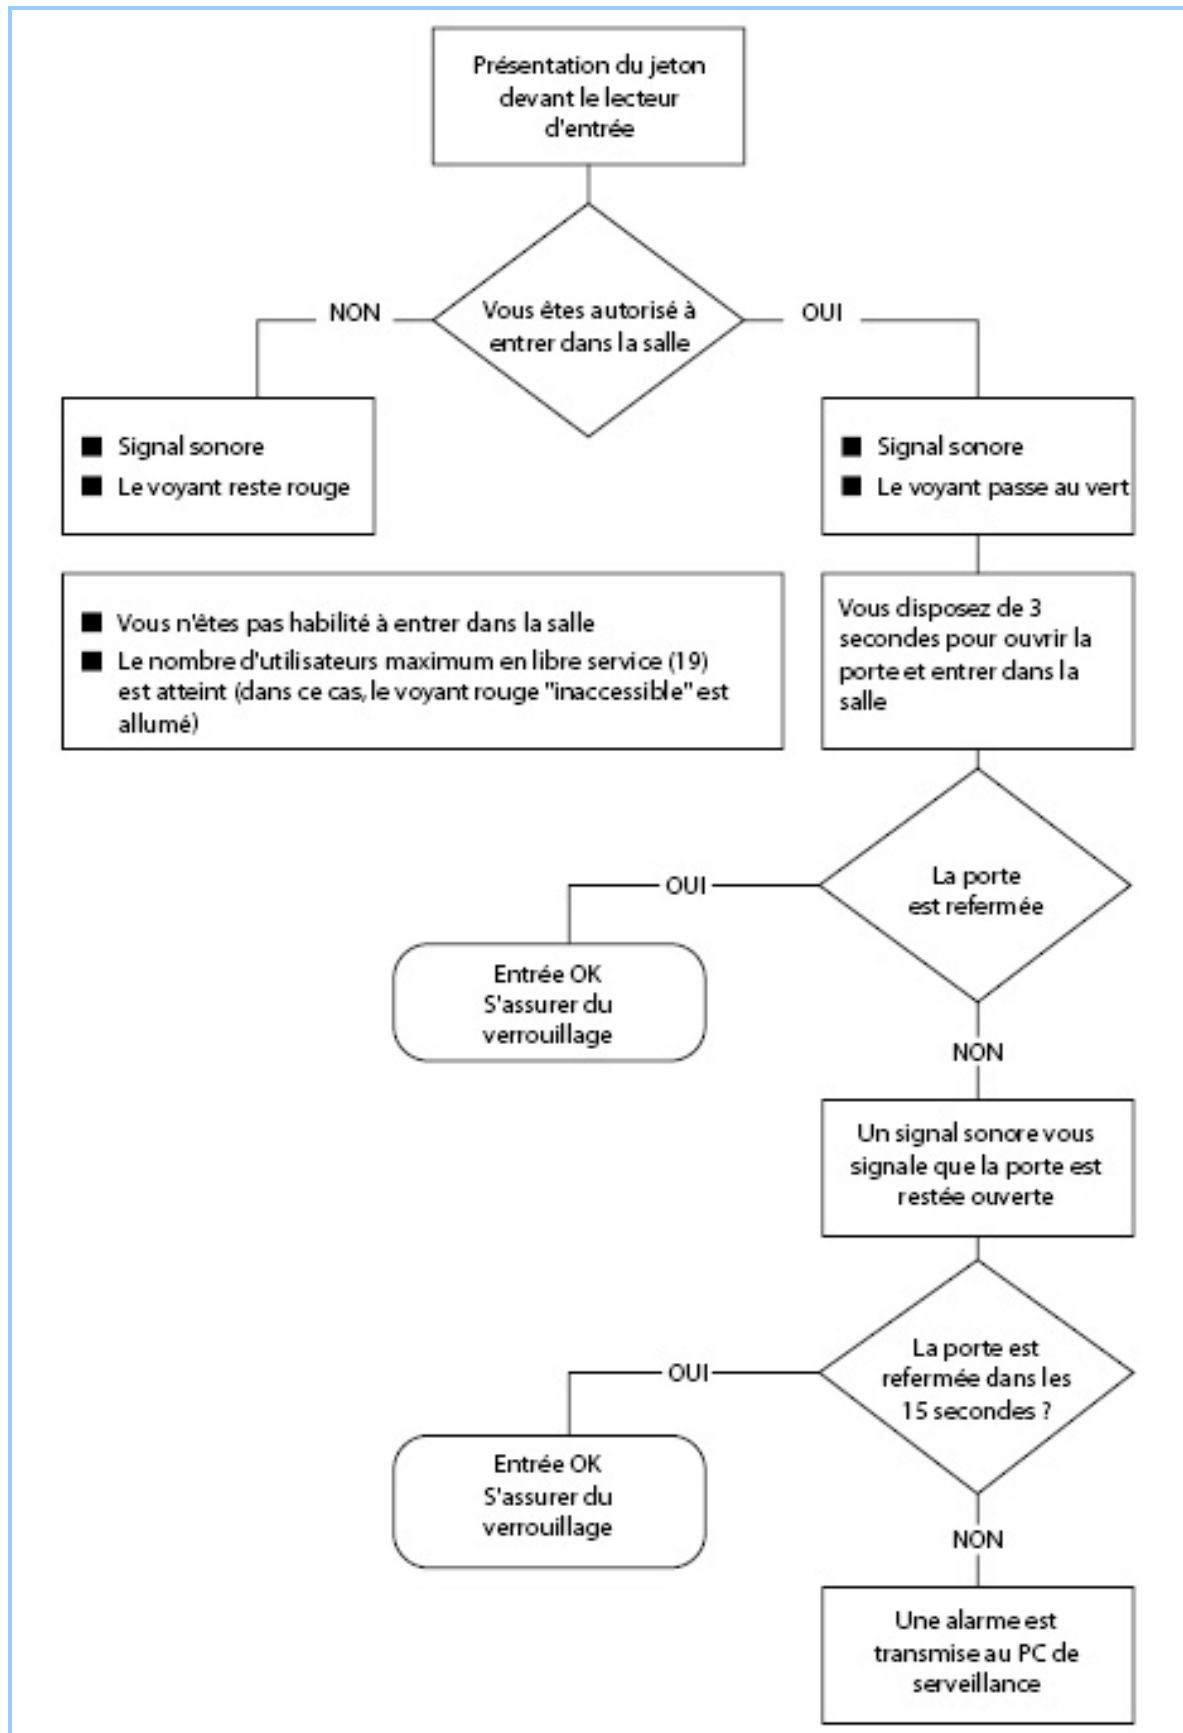 Présentation du jeton
devant le lecteur
d'entrée
Vous êtes autorisé à
entrer dans la salle
NON
OUI
■ Signal sonore
■ Le voyant reste rouge
■ Signal sonore
■ Le voyant passe au vert
■ Vous n'êtes pas habilité à entrer dans la salle
■ Le nombre d'utilisateurs maximum en libre service (19)
est atteint (dans ce cas, le voyant rouge "inaccessible" est
allumé)
Vous disposez de 3
secondes pour ouvrir la
porte et entrer dans la
salle
La porte
est refermée
OUI
Entrée OK
S'assurer du
verrouillage
NON
Un signal sonore vous
signale que la porte est
restée ouverte
La porte est
refermée dans les
15 secondes ?
OUI
Entrée OK
S'assurer du
verrouillage
NON
Une alarme est
transmise au PC de
serveillance